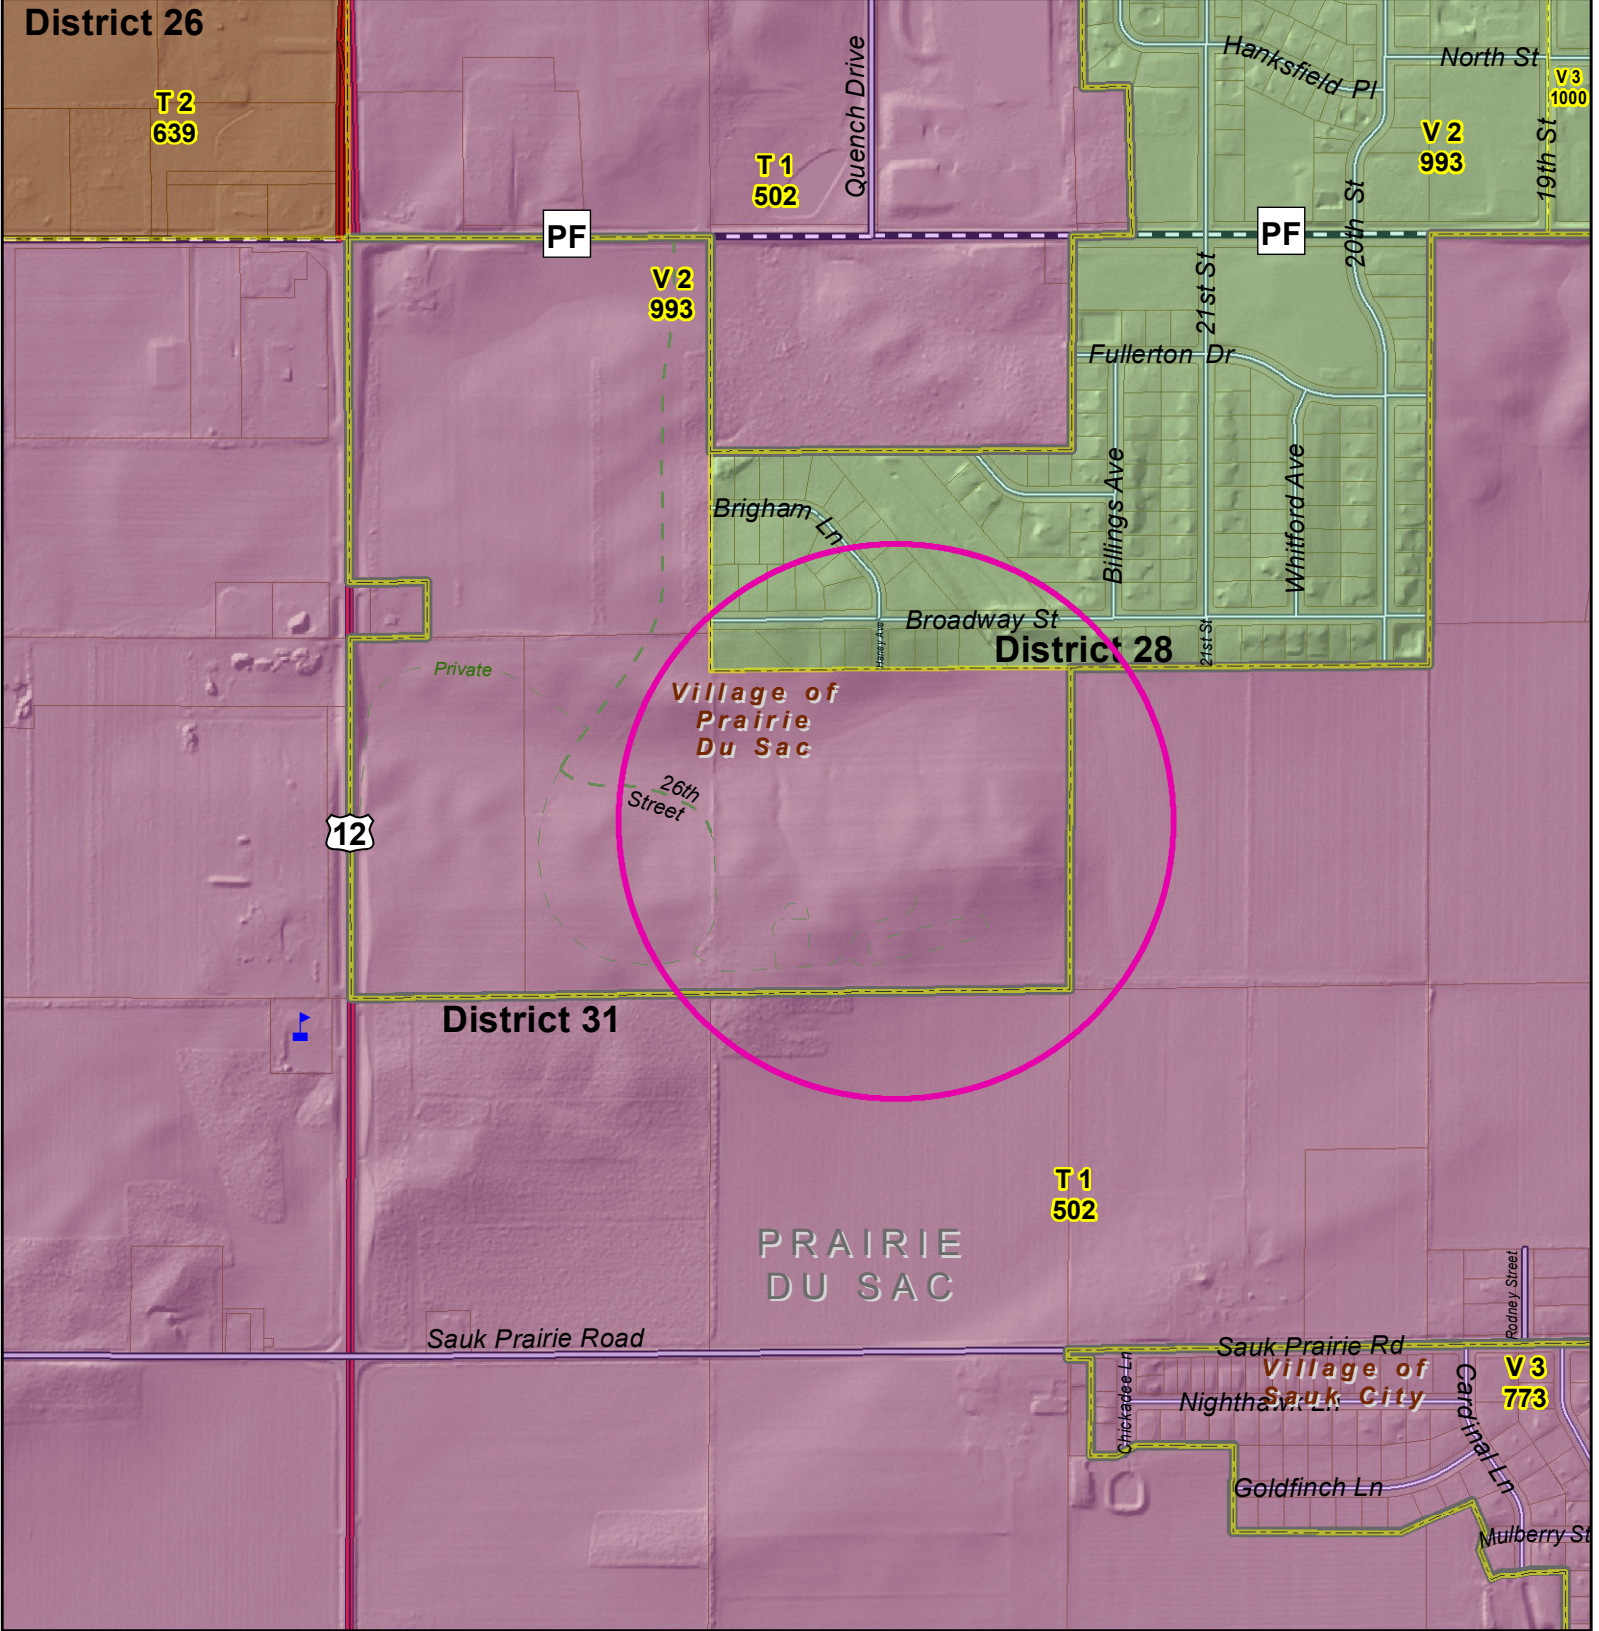 District 26
T 2
639
Quench Drive
T 1
502
Hanksfield Pl
North St
V 3
1000
V 2
993
19th St
20th St
PF
PF
V 2
993
21st St
Fullerton Dr
Brigham Ln
Billings Ave
Whitford Ave
Broadway St
Haney Ave
21st St
District 28
Private
Village of
Prairie
Du Sac
26th
Street
12
District 31
T 1
502
PRAIRIE
DU SAC
Rodney Street
Sauk Prairie Road
Sauk Prairie Rd
Village of
Sauk City
V 3
773
Chickadee Ln
Nighthawk Ln
Cardinal Ln
Goldfinch Ln
Mulberry St